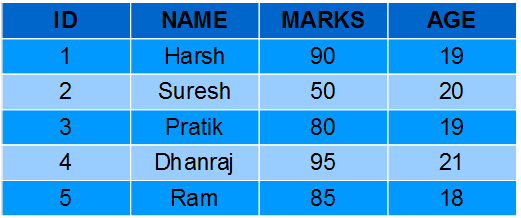 ID NAME MARKS AGE
1 Harsh 90 19
2 Suresh 50 20
3 Pratik 80 19
4 Dhanraj 95 21
5 Ram 85 18